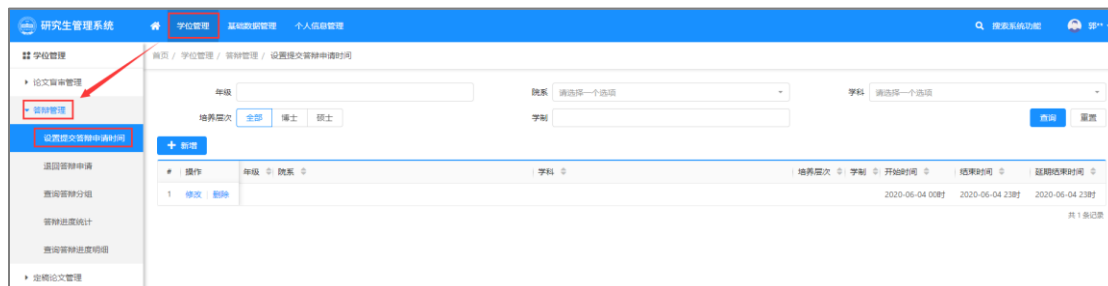 研究生管理系统 学位管理 基础数据管理 个人信息管理 搜索系统功能 郭**
学位管理 首页 / 学位管理 / 答辩管理 / 设置提交答辩申请时间
论文盲审管理
年级 院系 请选择一个选项 学科 请选择一个选项
答辩管理
培养层次 全部 博士 硕士 学制 查询 重置
设置提交答辩申请时间
+ 新增
退回答辩申请
# 操作 年级 院系 学科 培养层次 学制 开始时间 结束时间 延期结束时间
查询答辩分组
1 修改 删除 2020-06-04 00时 2020-06-04 23时 2020-06-04 23时
共 1 条记录
答辩进度统计
查询答辩进度明细
定稿论文管理